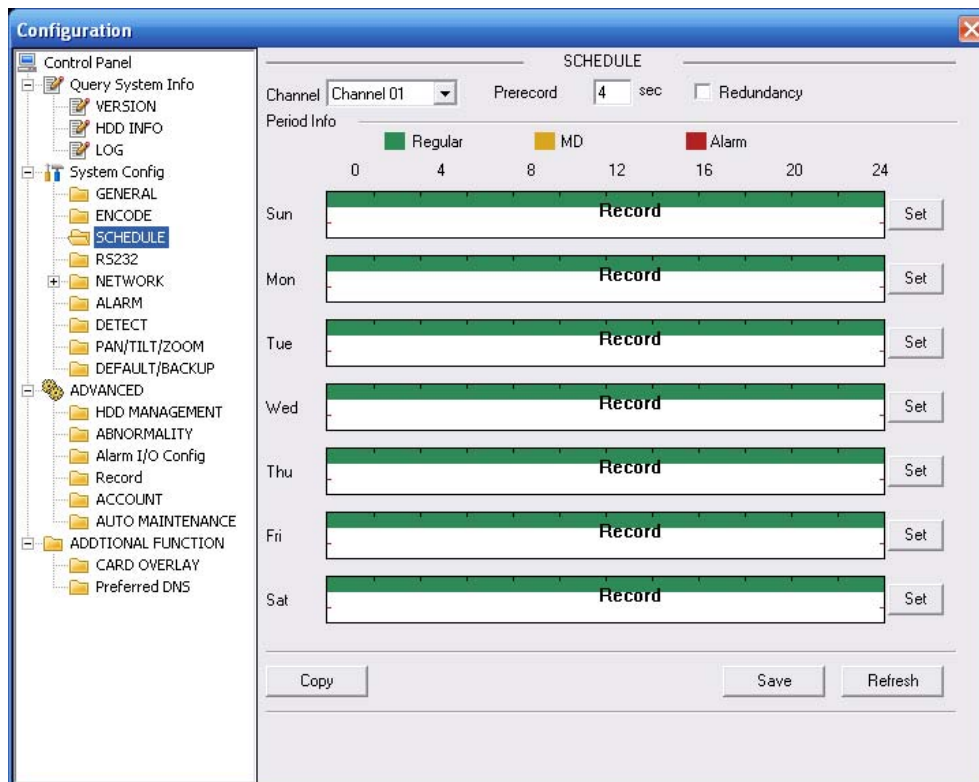 Configuration
Control Panel
Query System Info
VERSION
HDD INFO
LOG
System Config
GENERAL
ENCODE
SCHEDULE
RS232
NETWORK
ALARM
DETECT
PAN/TILT/ZOOM
DEFAULT/BACKUP
ADVANCED
HDD MANAGEMENT
ABNORMALITY
Alarm I/O Config
Record
ACCOUNT
AUTO MAINTENANCE
ADDTIONAL FUNCTION
CARD OVERLAY
Preferred DNS
SCHEDULE
Channel Channel 01 Prerecord 4 sec Redundancy
Period Info
Regular MD Alarm
0 4 8 12 16 20 24
Sun Record Set
Mon Record Set
Tue Record Set
Wed Record Set
Thu Record Set
Fri Record Set
Sat Record Set
Copy Save Refresh